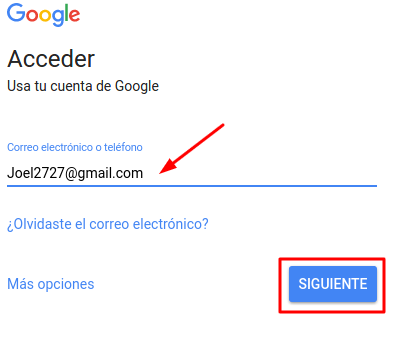 Google
Acceder
Usa tu cuenta de Google
Correo electrónico o teléfono
Joel2727@gmail.com
¿Olvidaste el correo electrónico?
Más opciones
SIGUIENTE